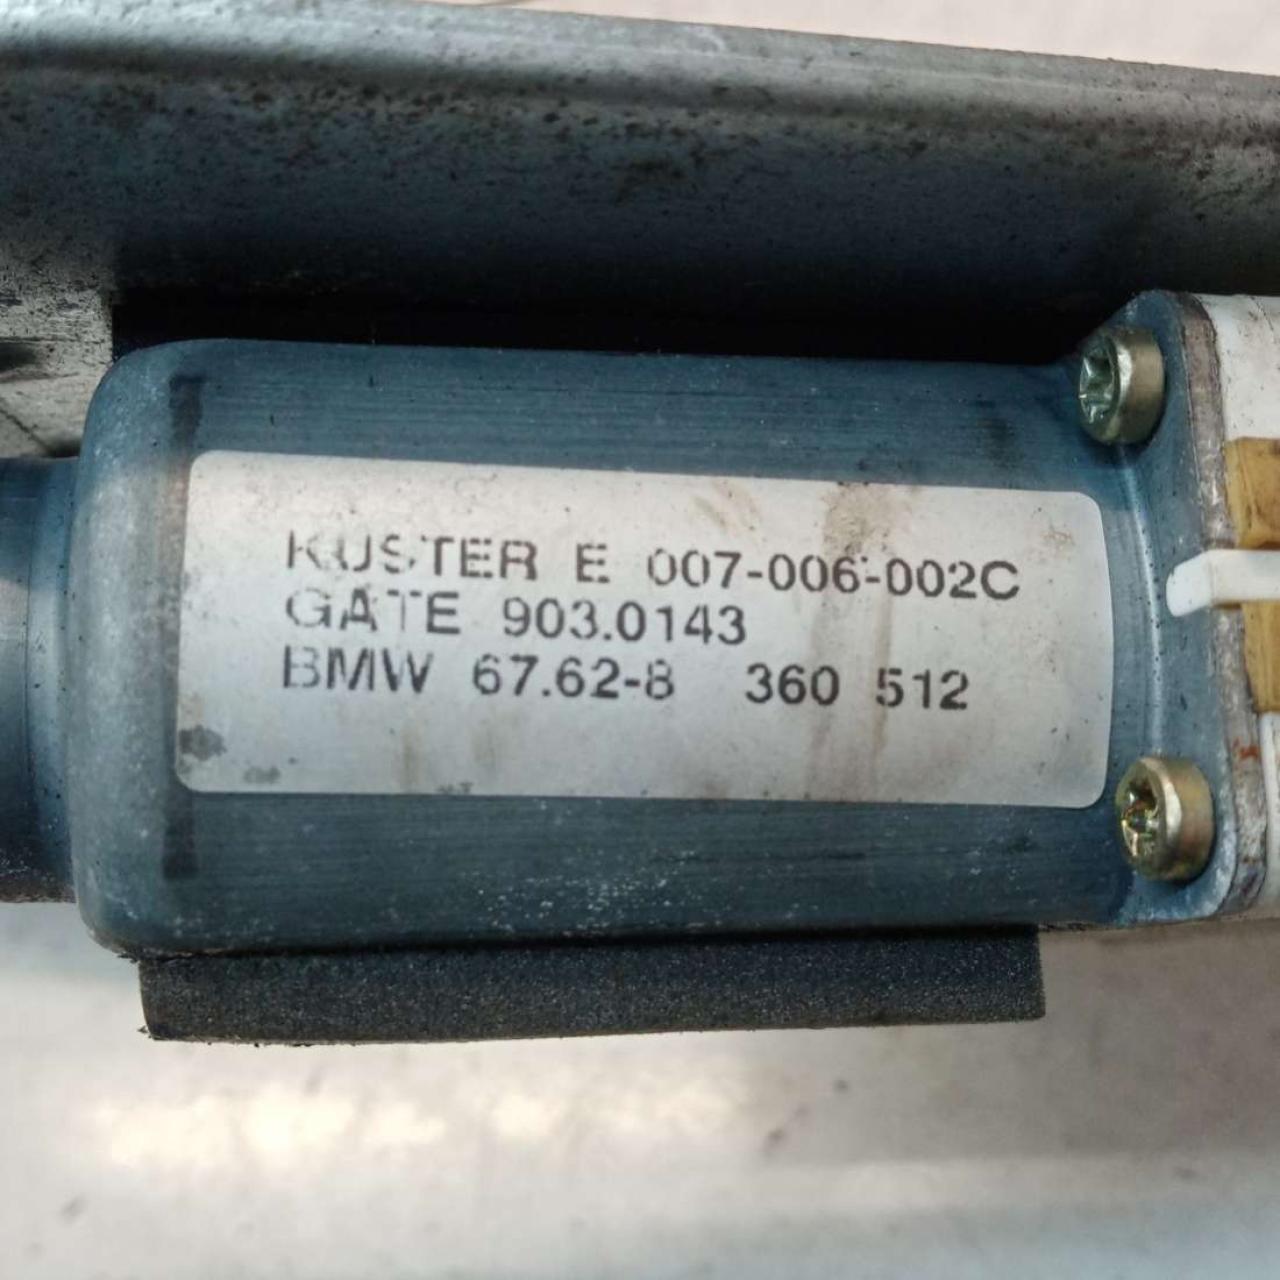 KUSTER E 007-006-002C
GATE 903.0143
BMW 67.62-8 360 512